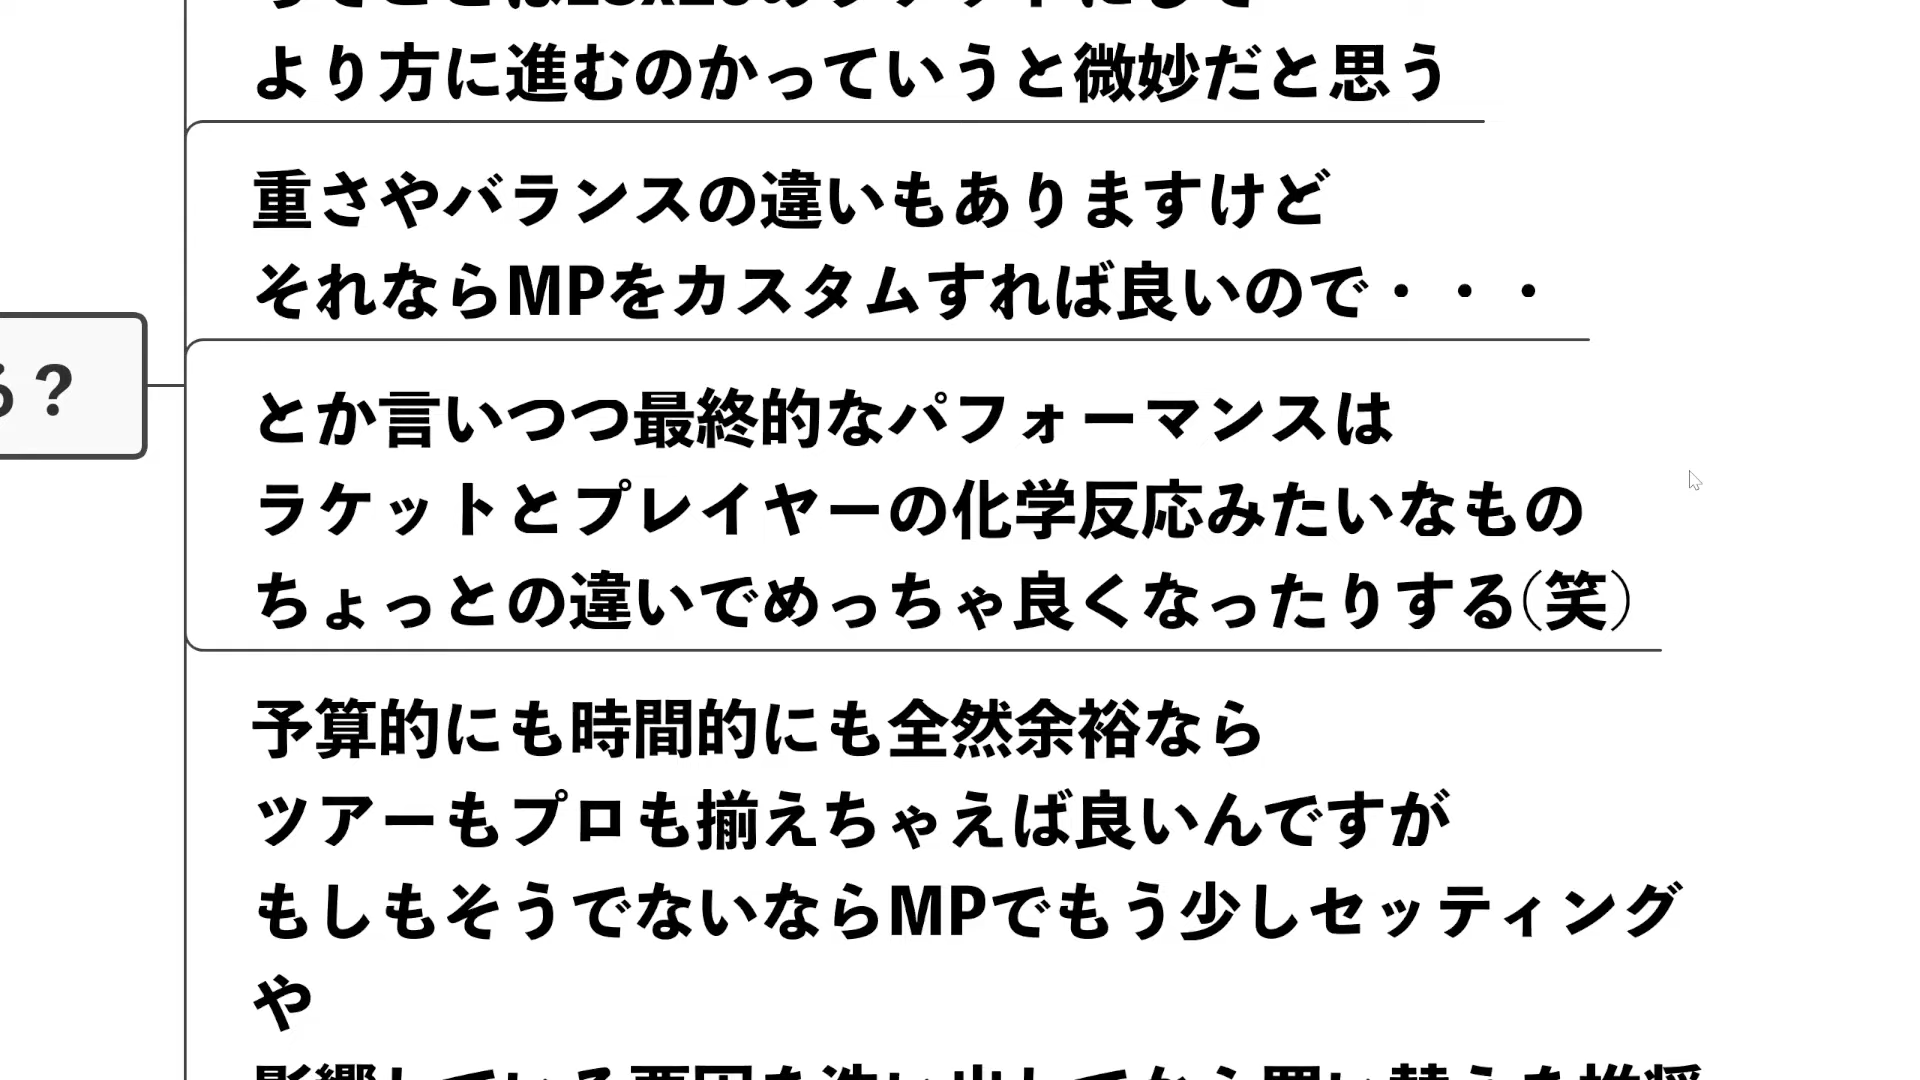 より方に進むのかっていうと微妙だと思う
重さやバランスの違いもありますけど
それならMPをカスタムすれば良いので・・・
？
とか言いつつ最終的なパフォーマンスは
ラケットとプレイヤーの化学反応みたいなもの
ちょっとの違いでめっちゃ良くなったりする(笑)
予算的にも時間的にも全然余裕なら
ツアーもプロも揃えちゃえば良いんですが
もしもそうでないならMPでもう少しセッティング
や